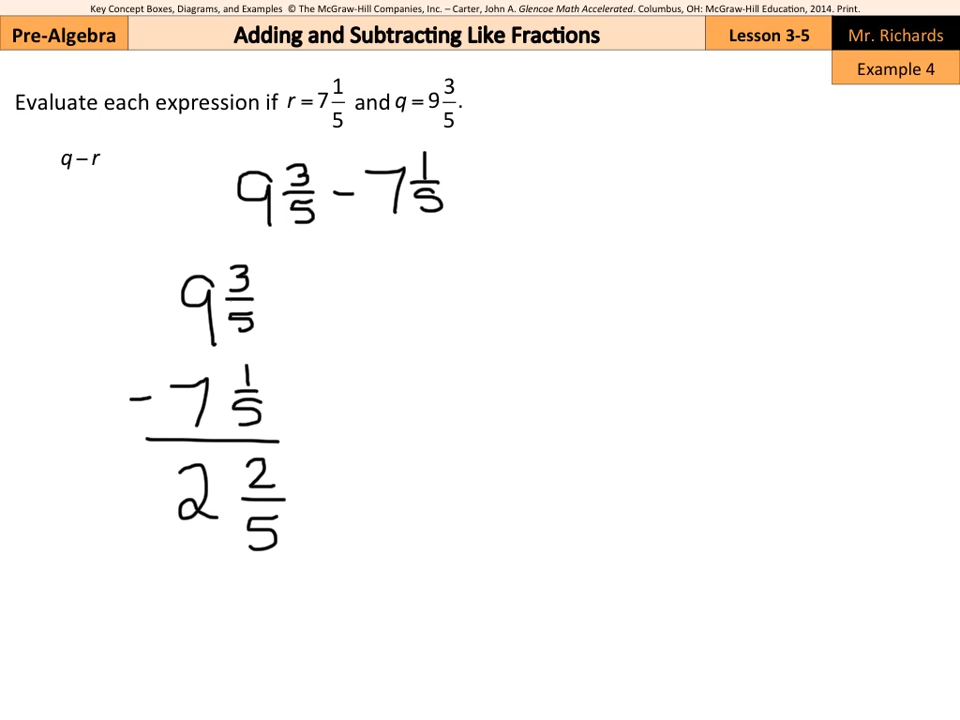 Key Concept Boxes, Diagrams, and Examples © The McGraw-Hill Companies, Inc. – Carter, John A. Glencoe Math Accelerated. Columbus, OH: McGraw-Hill Education, 2014. Print.
Pre-Algebra Adding and Subtracting Like Fractions Lesson 3-5 Mr. Richards
Example 4
Evaluate each expression if r = 7 1/5 and q = 9 3/5.
q – r
9 3/5 – 7 1/5
9 3/5
- 7 1/5
2 2/5